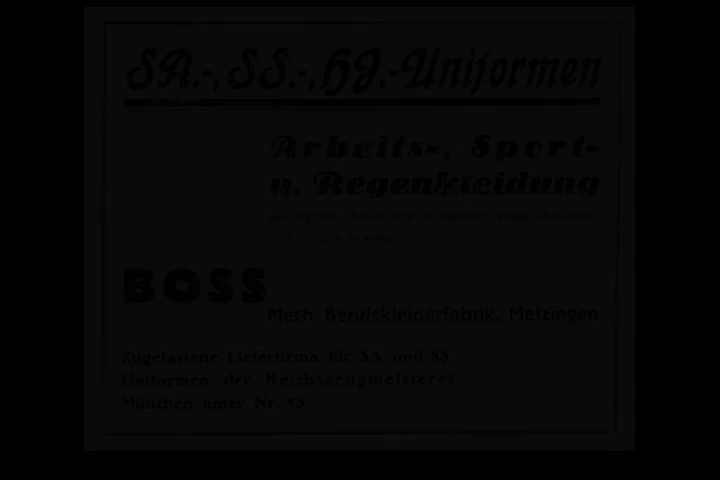 SA.-, SS.-, HJ.-Uniformen
Arbeits-, Sport-
u. Regenkleidung
BOSS
Mech. Berufskleiderfabrik, Metzingen
Zugelassene Lieferfirma für SA. und SS.
Uniformen der Reichszeugmeisterei
München unter Nr. 53